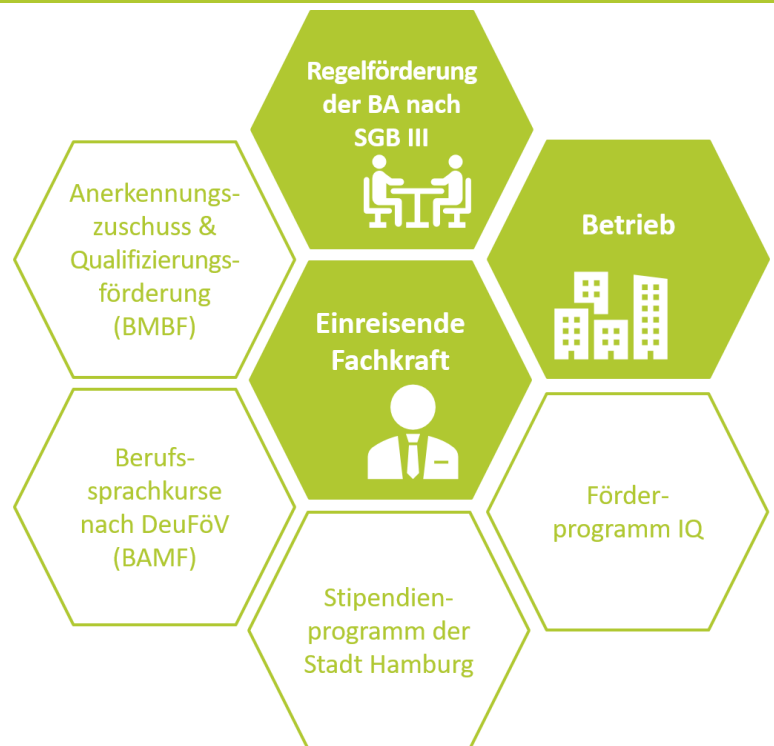 Regelförderung
der BA nach
SGB III
Anerkennungs-
zuschuss &
Qualifizierungs-
förderung
(BMBF)
Betrieb
Einreisende
Fachkraft
Berufs-
sprachkurse
nach DeuFöV
(BAMF)
Förder-
programm IQ
Stipendien-
programm der
Stadt Hamburg